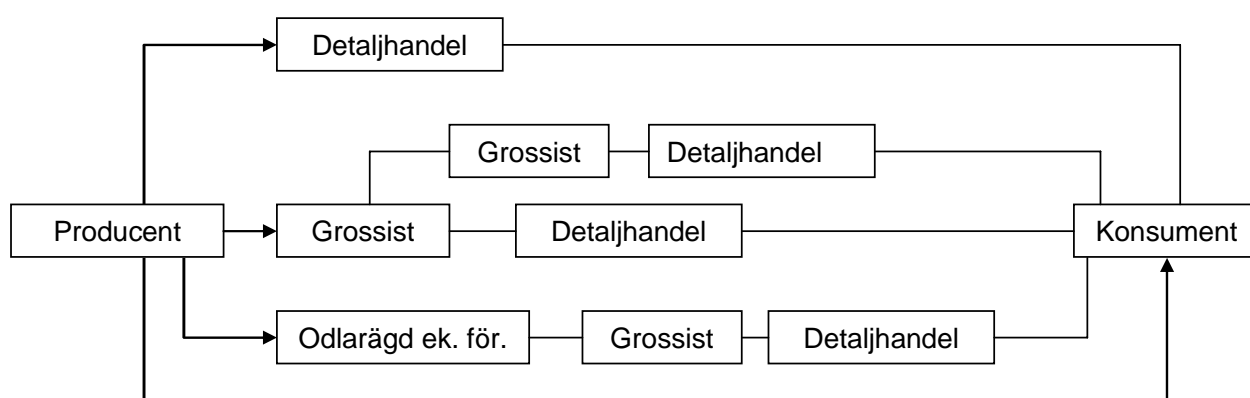 Detaljhandel
Grossist Detaljhandel
Producent Grossist Detaljhandel Konsument
Odlarägd ek. för. Grossist Detaljhandel